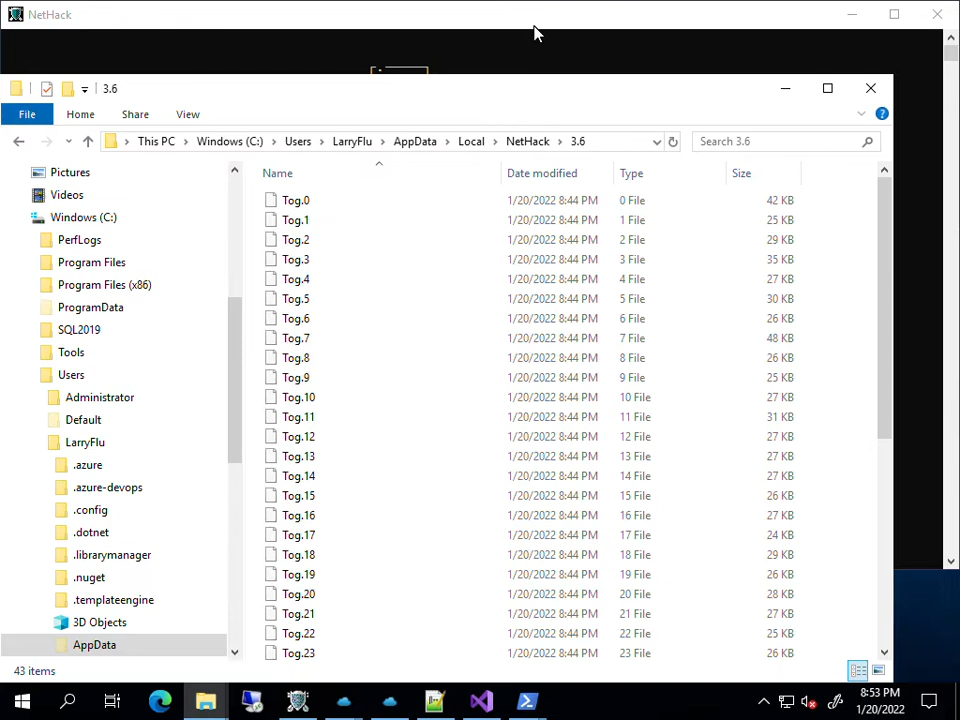 NetHack
3.6
File Home Share View
This PC Windows (C:) Users LarryFlu AppData Local NetHack 3.6 Search 3.6
Pictures
Videos
Windows (C:)
PerfLogs
Program Files
Program Files (x86)
ProgramData
SQL2019
Tools
Users
Administrator
Default
LarryFlu
.azure
.azure-devops
.config
.dotnet
.librarymanager
.nuget
.templateengine
3D Objects
AppData
Name Date modified Type Size
Tog.0 1/20/2022 8:44 PM 0 File 42 KB
Tog.1 1/20/2022 8:44 PM 1 File 25 KB
Tog.2 1/20/2022 8:44 PM 2 File 29 KB
Tog.3 1/20/2022 8:44 PM 3 File 35 KB
Tog.4 1/20/2022 8:44 PM 4 File 27 KB
Tog.5 1/20/2022 8:44 PM 5 File 30 KB
Tog.6 1/20/2022 8:44 PM 6 File 26 KB
Tog.7 1/20/2022 8:44 PM 7 File 48 KB
Tog.8 1/20/2022 8:44 PM 8 File 26 KB
Tog.9 1/20/2022 8:44 PM 9 File 25 KB
Tog.10 1/20/2022 8:44 PM 10 File 27 KB
Tog.11 1/20/2022 8:44 PM 11 File 31 KB
Tog.12 1/20/2022 8:44 PM 12 File 27 KB
Tog.13 1/20/2022 8:44 PM 13 File 27 KB
Tog.14 1/20/2022 8:44 PM 14 File 27 KB
Tog.15 1/20/2022 8:44 PM 15 File 26 KB
Tog.16 1/20/2022 8:44 PM 16 File 27 KB
Tog.17 1/20/2022 8:44 PM 17 File 24 KB
Tog.18 1/20/2022 8:44 PM 18 File 29 KB
Tog.19 1/20/2022 8:44 PM 19 File 26 KB
Tog.20 1/20/2022 8:44 PM 20 File 28 KB
Tog.21 1/20/2022 8:44 PM 21 File 27 KB
Tog.22 1/20/2022 8:44 PM 22 File 25 KB
Tog.23 1/20/2022 8:44 PM 23 File 26 KB
43 items
8:53 PM
1/20/2022